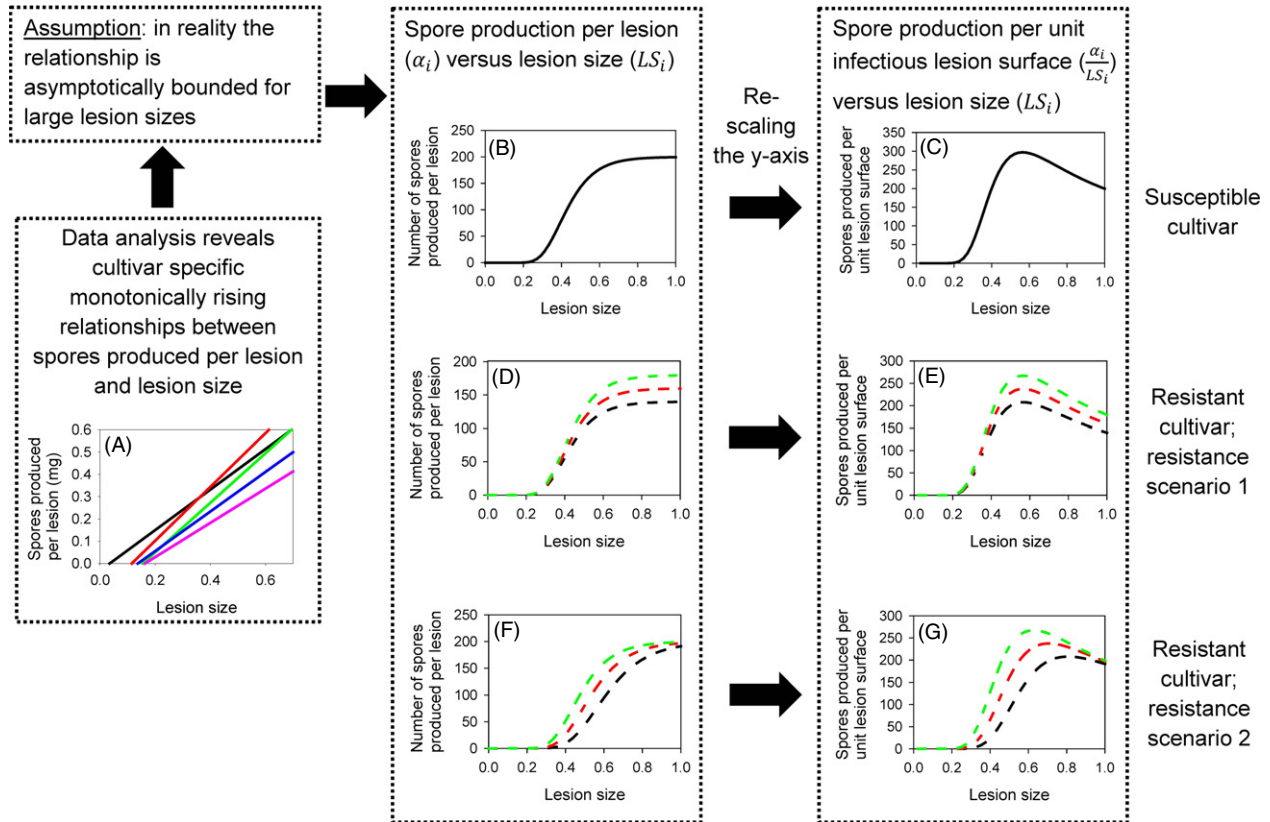 Assumption: in reality the
relationship is
asymptotically bounded for
large lesion sizes
Data analysis reveals
cultivar specific
monotonically rising
relationships between
spores produced per lesion
and lesion size
(A)
Spores produced
per lesion (mg)
0.6
0.5
0.4
0.3
0.2
0.1
0.0
0.0 0.2 0.4 0.6
Lesion size
Spore production per lesion
(αᵢ) versus lesion size (LSᵢ)
(B)
Number of spores
produced per lesion
250
200
150
100
50
0
0.0 0.2 0.4 0.6 0.8 1.0
Lesion size
(D)
Number of spores
produced per lesion
200
150
100
50
0
0.0 0.2 0.4 0.6 0.8 1.0
Lesion size
(F)
Number of spores
produced per lesion
250
200
150
100
50
0
0.0 0.2 0.4 0.6 0.8 1.0
Lesion size
Re-
scaling
the y-axis
Spore production per unit
infectious lesion surface (αᵢ/LSᵢ)
versus lesion size (LSᵢ)
(C)
Spores produced per
unit lesion surface
350
300
250
200
150
100
50
0
0.0 0.2 0.4 0.6 0.8 1.0
Lesion size
(E)
Spores produced per
unit lesion surface
300
250
200
150
100
50
0
0.0 0.2 0.4 0.6 0.8 1.0
Lesion size
(G)
Spores produced per
unit lesion surface
300
250
200
150
100
50
0
0.0 0.2 0.4 0.6 0.8 1.0
Lesion size
Susceptible
cultivar
Resistant
cultivar;
resistance
scenario 1
Resistant
cultivar;
resistance
scenario 2